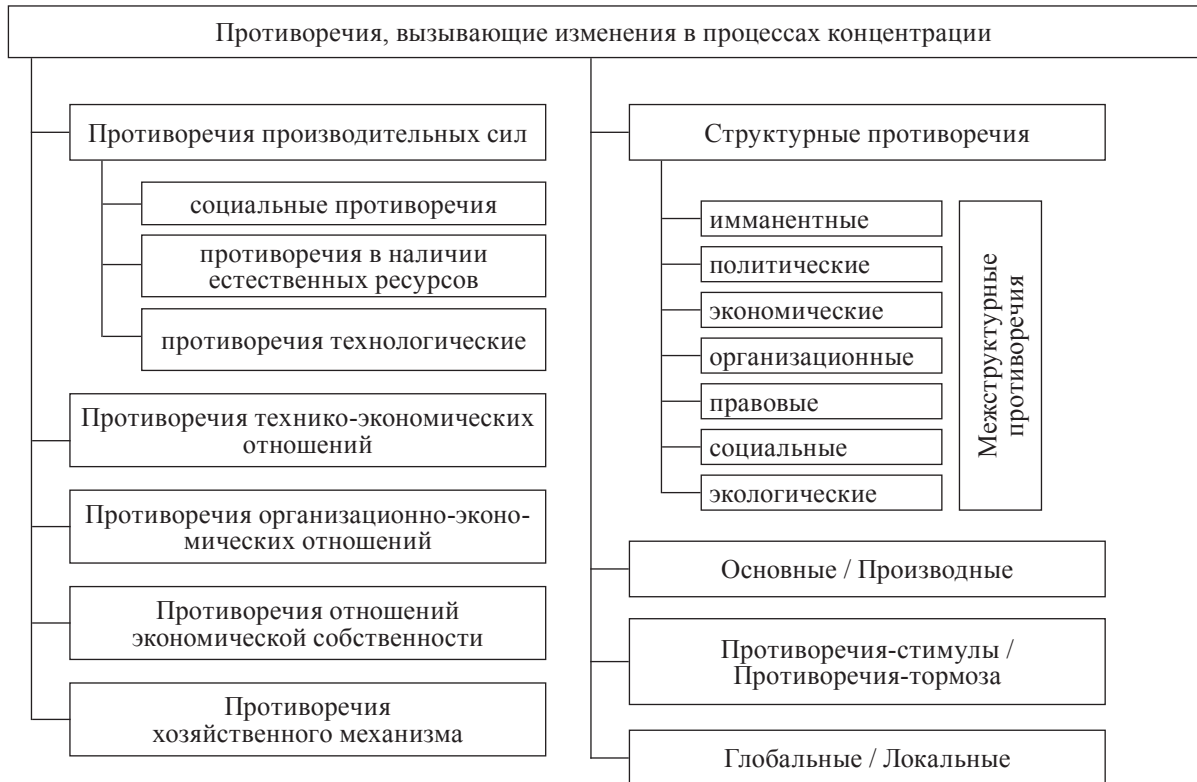 Противоречия, вызывающие изменения в процессах концентрации
Противоречия производительных сил
социальные противоречия
противоречия в наличии
естественных ресурсов
противоречия технологические
Противоречия технико-экономических
отношений
Противоречия организационно-эконо-
мических отношений
Противоречия отношений
экономической собственности
Противоречия
хозяйственного механизма
Структурные противоречия
имманентные
политические
экономические
организационные
правовые
социальные
экологические
Межструктурные
противоречия
Основные / Производные
Противоречия-стимулы /
Противоречия-тормоза
Глобальные / Локальные